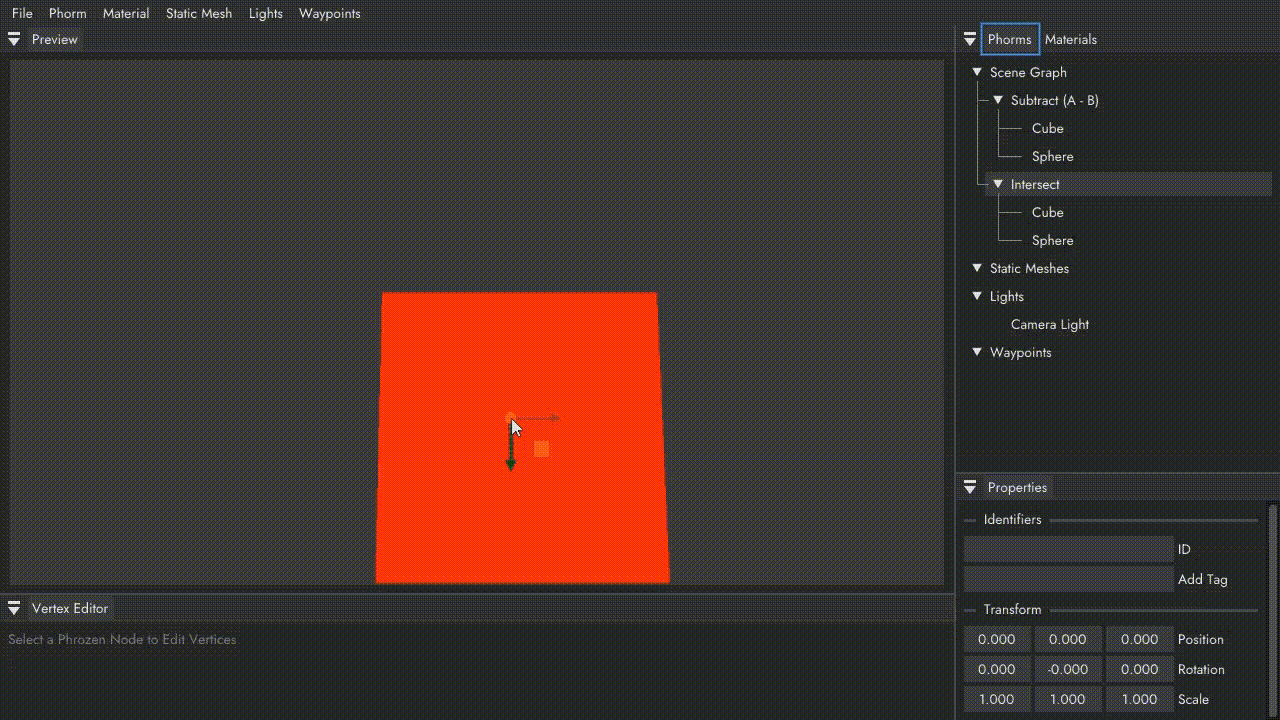 File Phorm Material Static Mesh Lights Waypoints
Preview
Phorms Materials
Scene Graph
Subtract (A - B)
Cube
Sphere
Intersect
Cube
Sphere
Static Meshes
Lights
Camera Light
Waypoints
Vertex Editor
Select a Phrozen Node to Edit Vertices
Properties
Identifiers
ID
Add Tag
Transform
0.000 0.000 0.000 Position
0.000 -0.000 0.000 Rotation
1.000 1.000 1.000 Scale